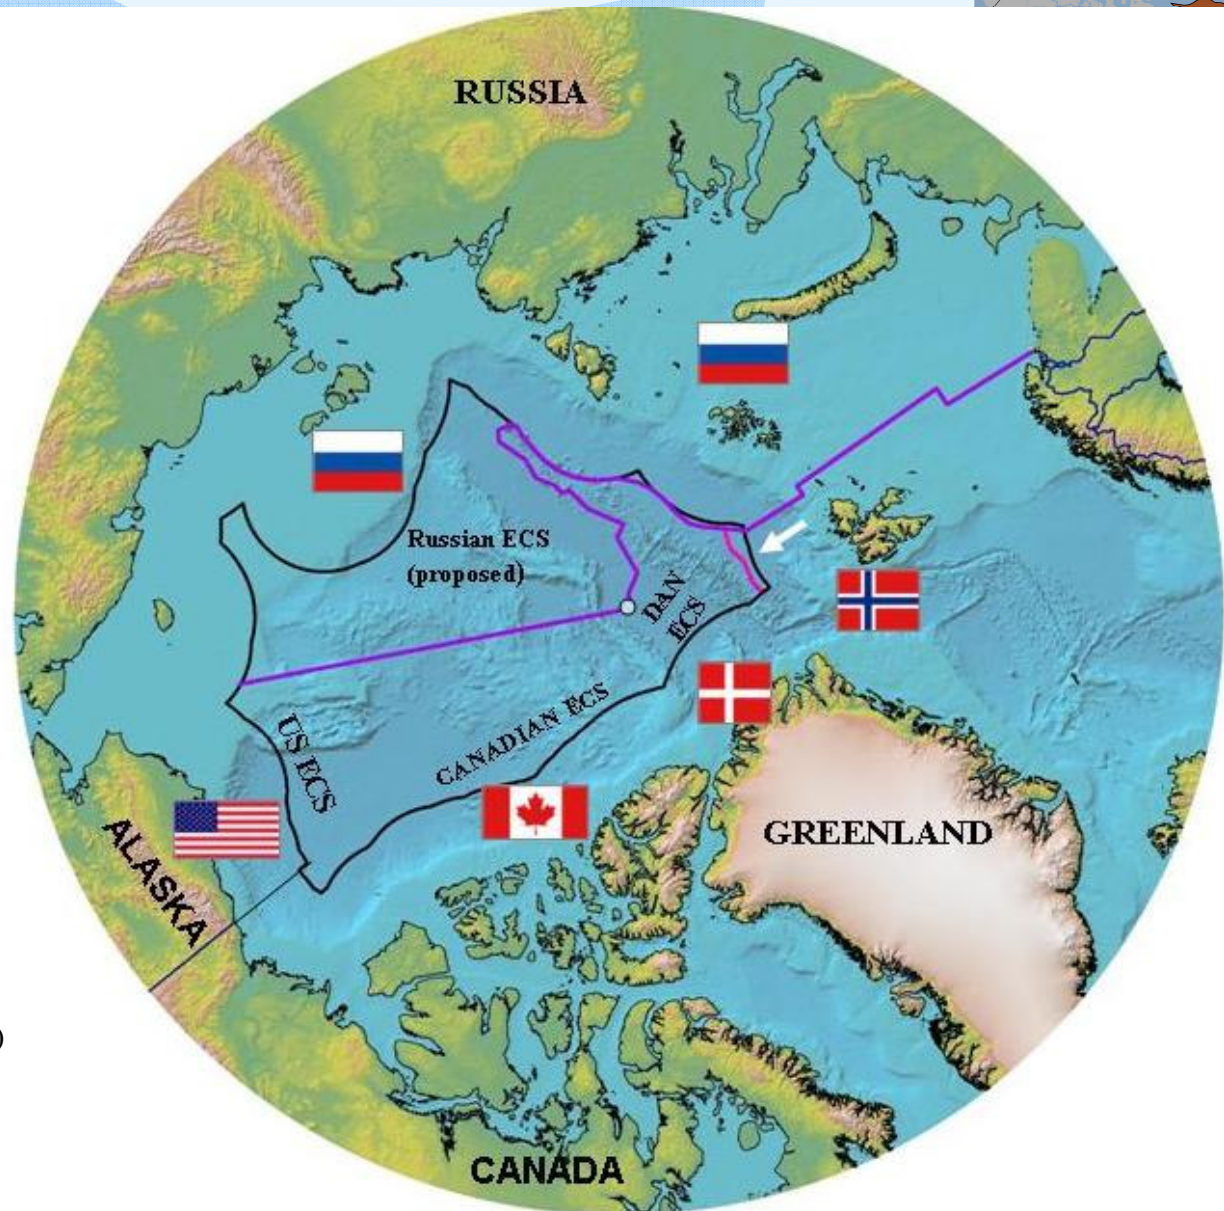 RUSSIA
Russian ECS
(proposed)
DAN
ECS
CANADIAN ECS
US ECS
ALASKA
GREENLAND
)
CANADA